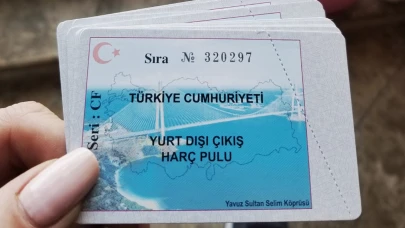 Sıra № 320297
Seri : CF
TÜRKİYE CUMHURİYETİ
YURT DIŞI ÇIKIŞ
HARÇ PULU
Yavuz Sultan Selim Köprüsü